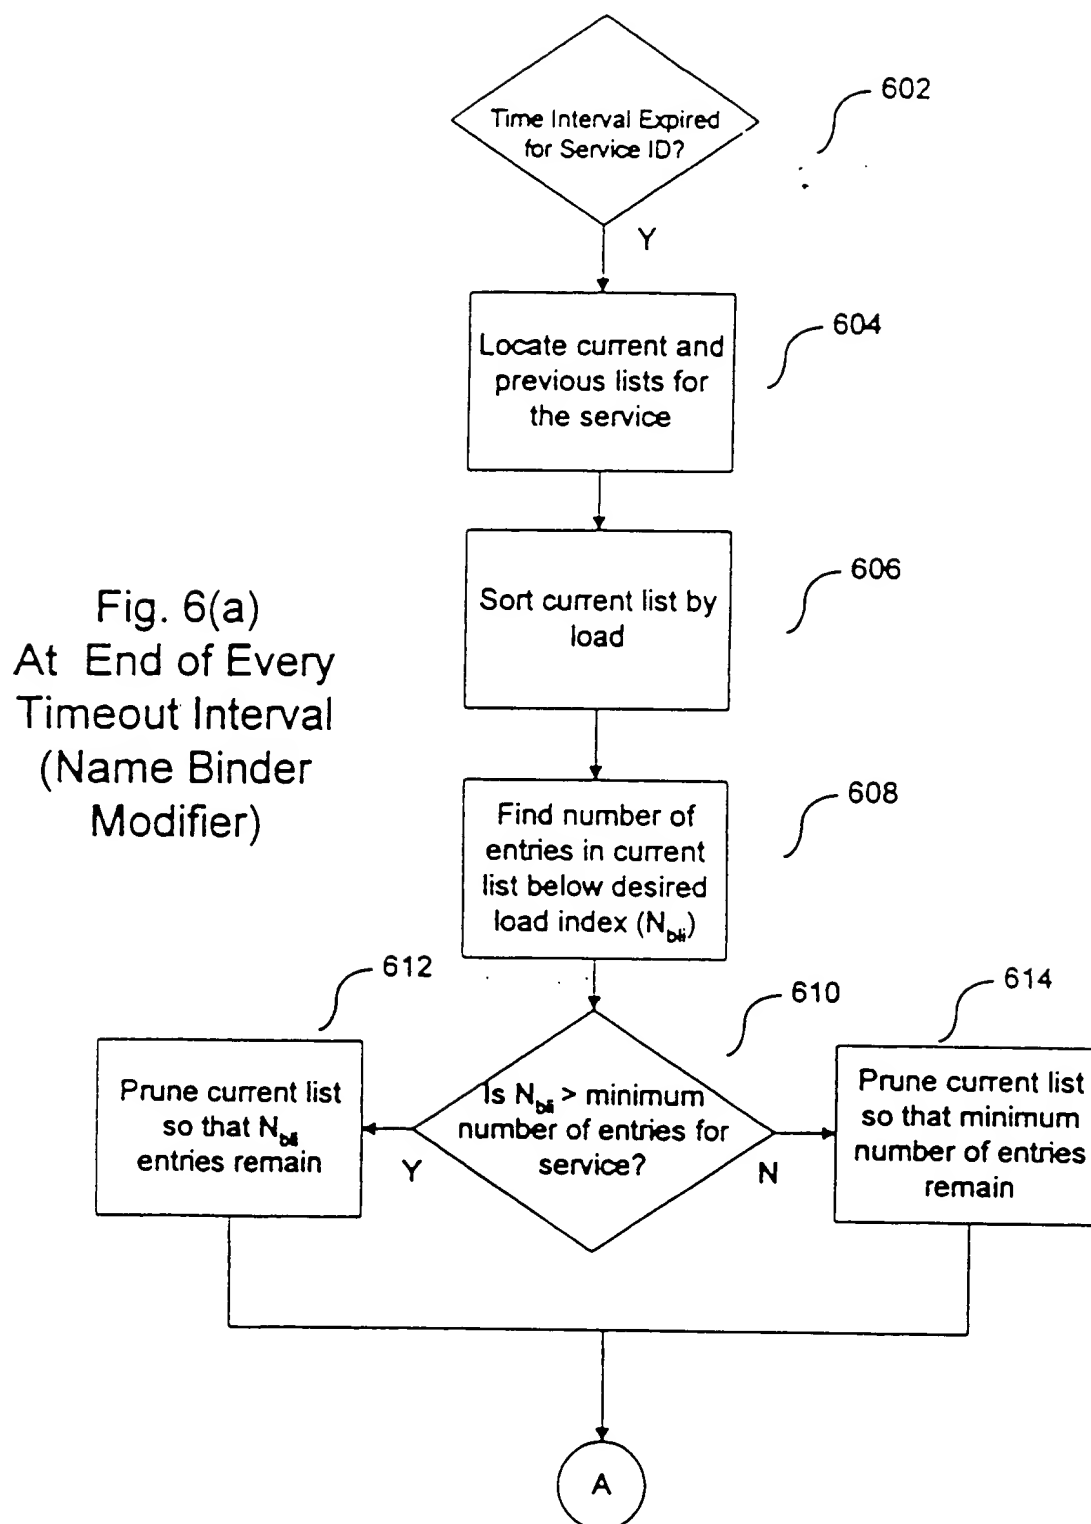 602
Time Interval Expired
for Service ID?
Y
604
Locate current and
previous lists for
the service
606
Sort current list by
load
Fig. 6(a)
At End of Every
Timeout Interval
(Name Binder
Modifier)
608
Find number of
entries in current
list below desired
load index (Nbli)
612
Prune current list
so that Nbli
entries remain
610
Is Nbli > minimum
number of entries for
service?
Y
N
614
Prune current list
so that minimum
number of entries
remain
A